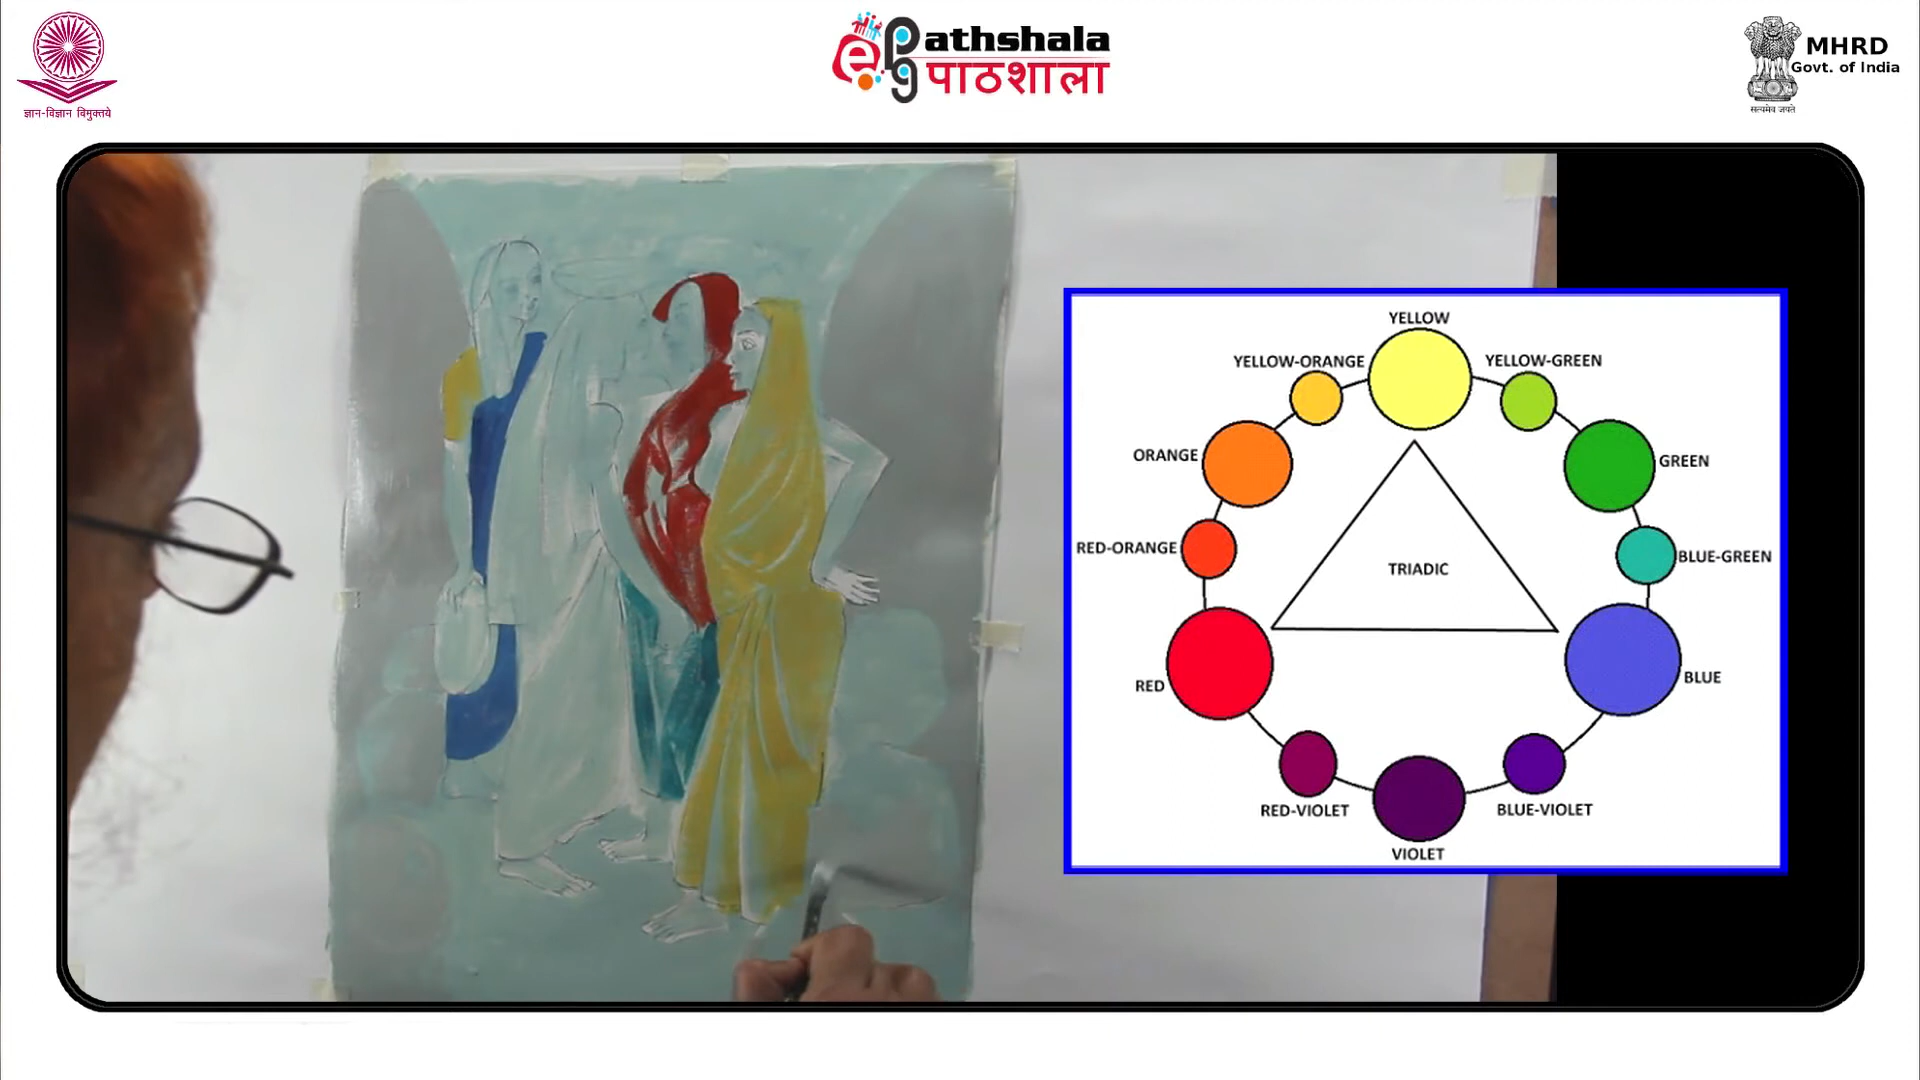 ज्ञान-विज्ञान विमुक्तये
ePg athshala
पाठशाला
MHRD
Govt. of India
सत्यमेव जयते
YELLOW
YELLOW-ORANGE
YELLOW-GREEN
ORANGE
GREEN
RED-ORANGE
BLUE-GREEN
TRIADIC
RED
BLUE
RED-VIOLET
BLUE-VIOLET
VIOLET